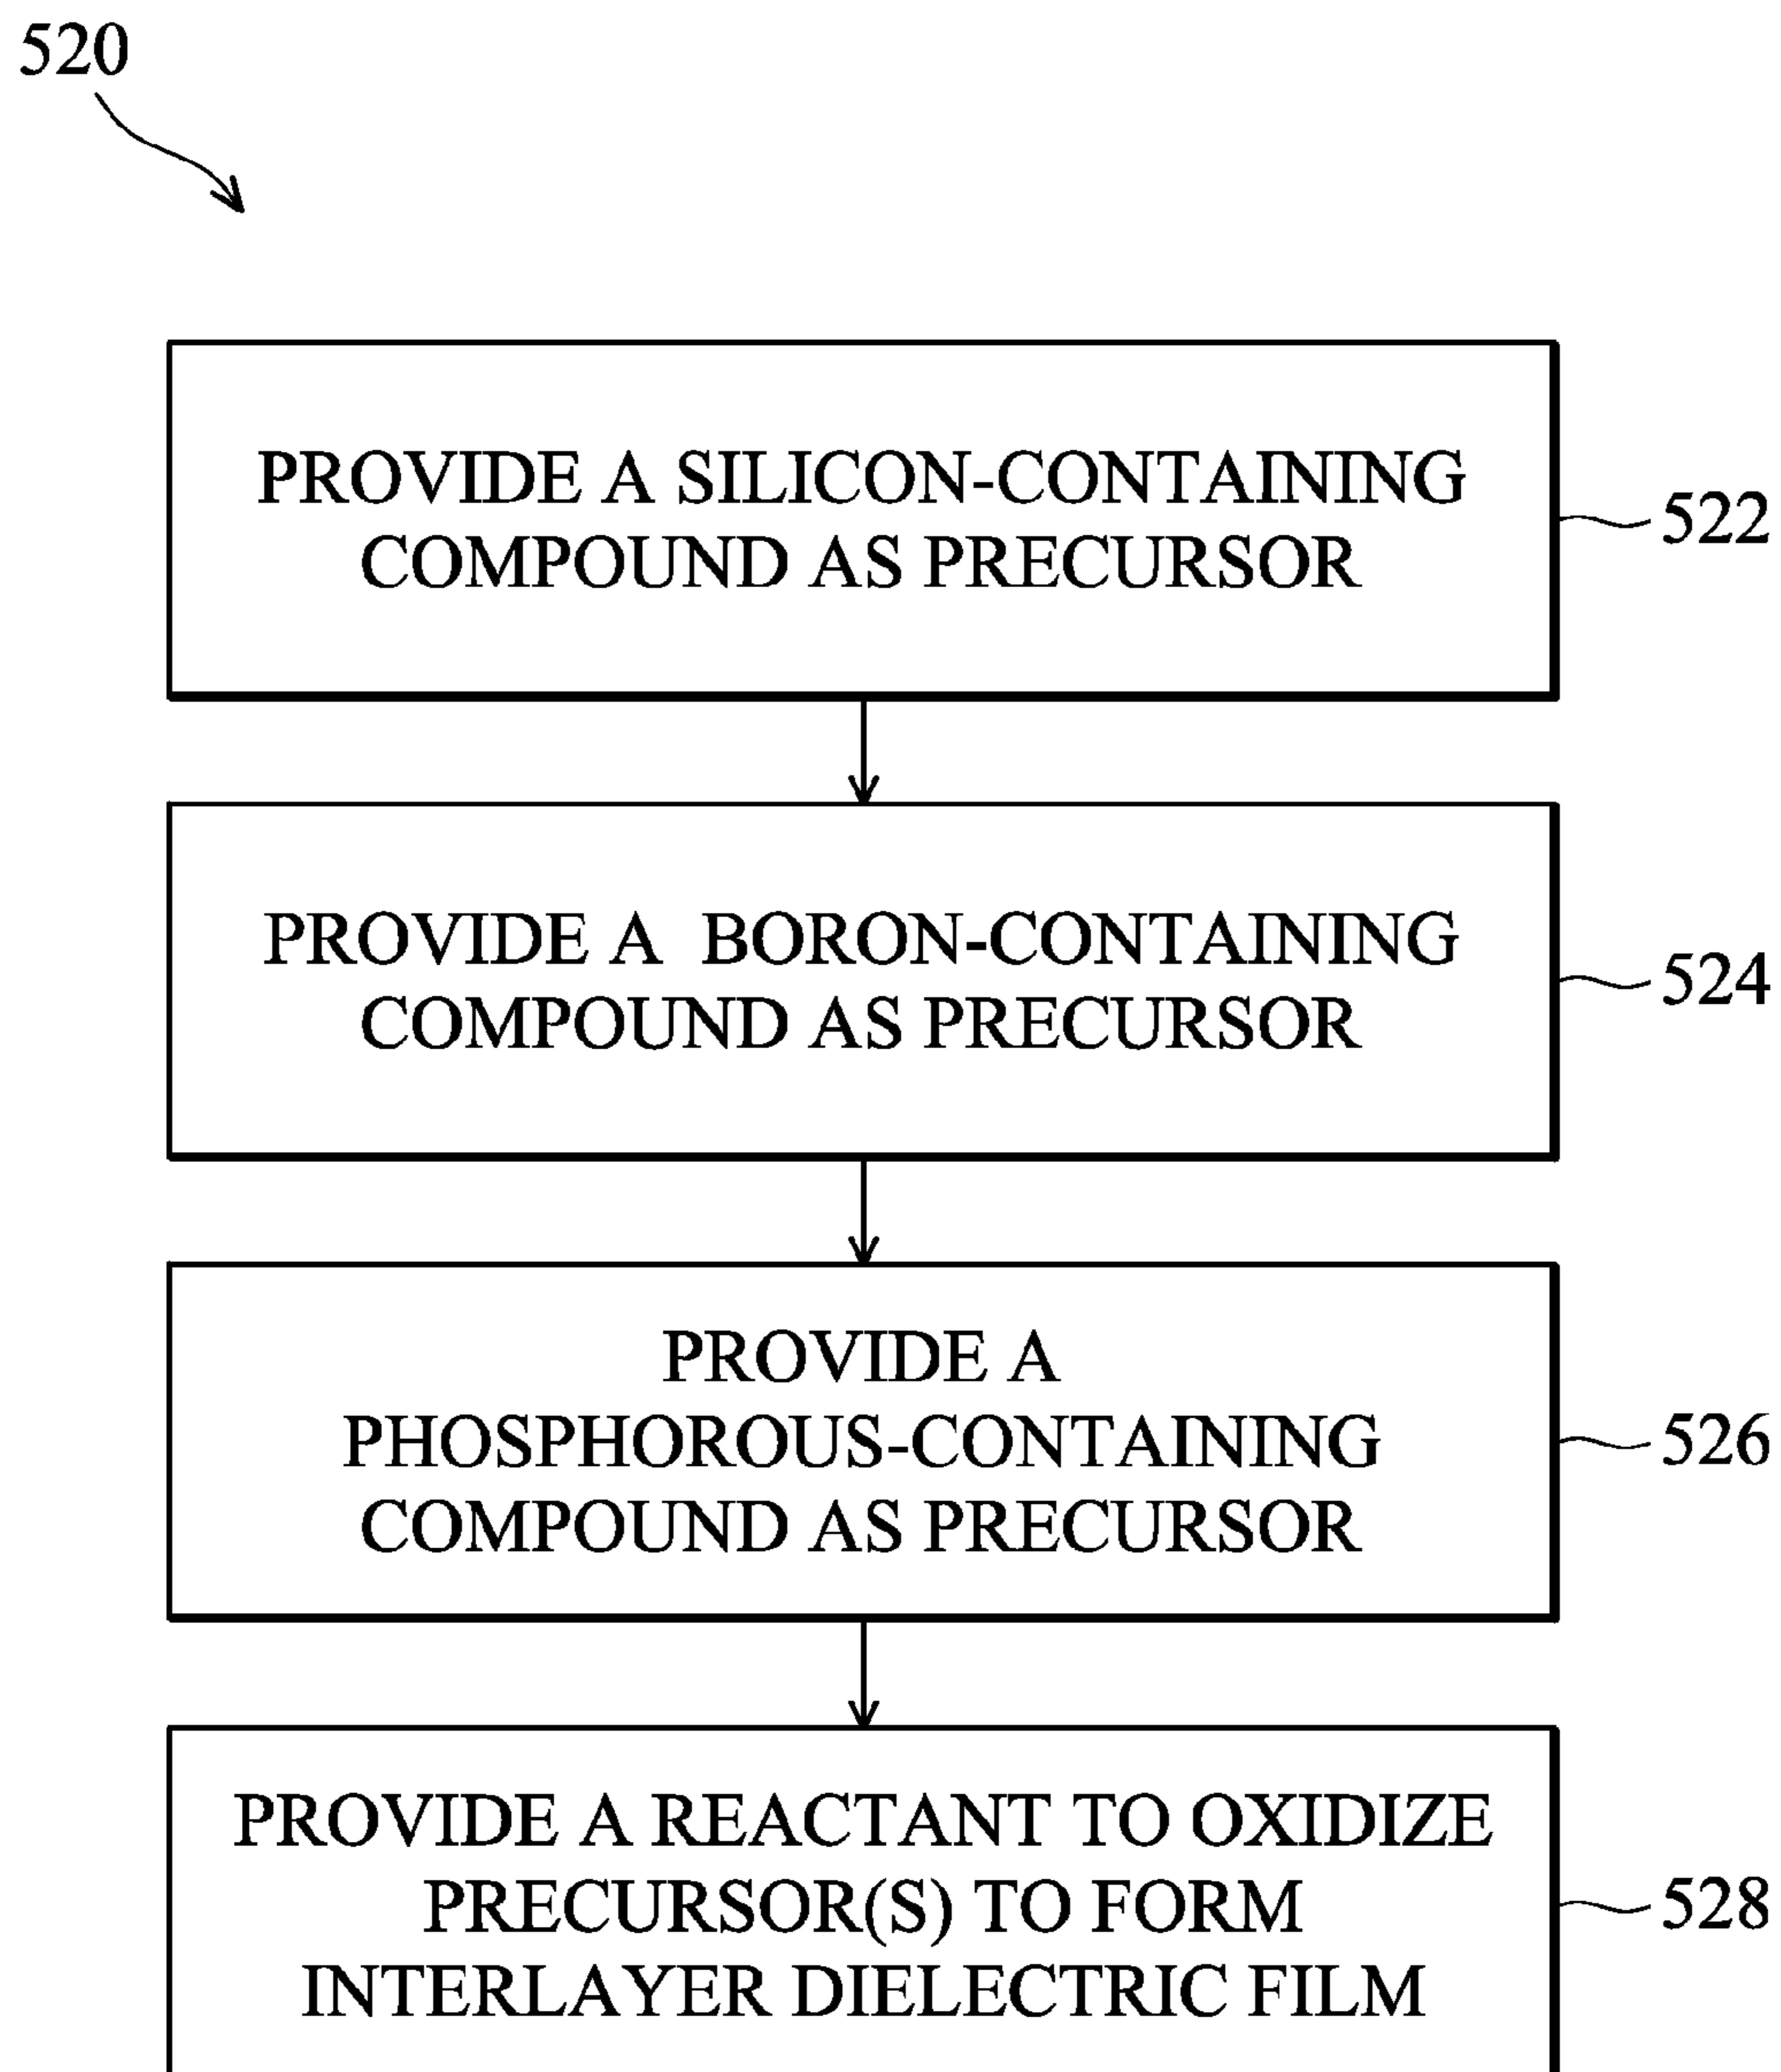 520
PROVIDE A SILICON-CONTAINING
COMPOUND AS PRECURSOR
522
PROVIDE A BORON-CONTAINING
COMPOUND AS PRECURSOR
524
PROVIDE A
PHOSPHOROUS-CONTAINING
COMPOUND AS PRECURSOR
526
PROVIDE A REACTANT TO OXIDIZE
PRECURSOR(S) TO FORM
INTERLAYER DIELECTRIC FILM
528